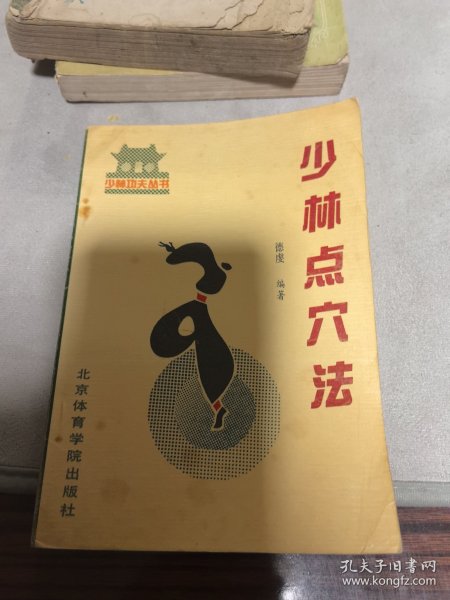 少林功夫丛书
少林点穴法
德虔 编著
北京体育学院出版社
孔夫子旧书网
www.kongfz.com